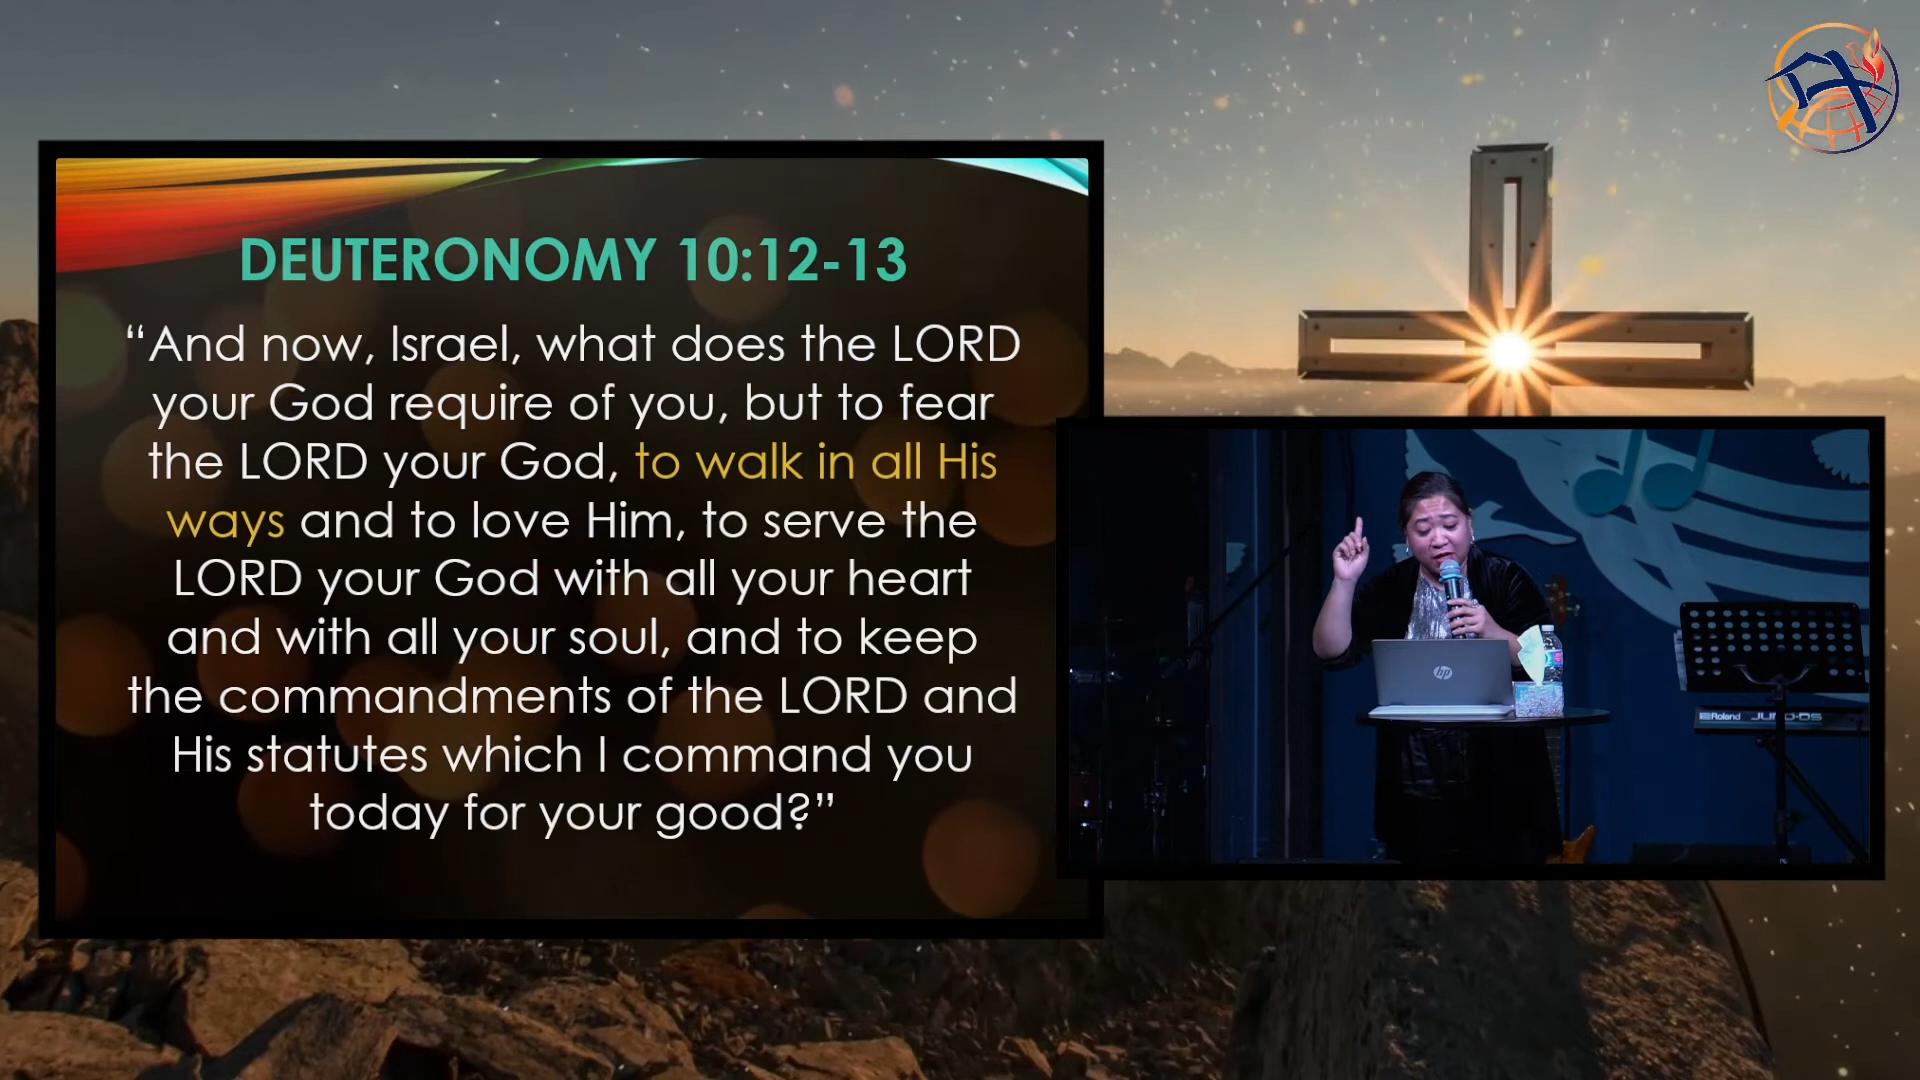 DEUTERONOMY 10:12-13
“And now, Israel, what does the LORD
your God require of you, but to fear
the LORD your God, to walk in all His
ways and to love Him, to serve the
LORD your God with all your heart
and with all your soul, and to keep
the commandments of the LORD and
His statutes which I command you
today for your good?”
hp
Roland JUNO-DS